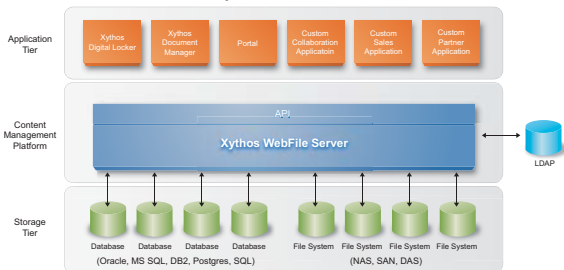 Application
Tier
Xythos
Digital Locker
Xythos
Document
Manager
Portal
Custom
Collaboration
Applicatoin
Custom
Sales
Application
Custom
Partner
Application
Content
Management
Platform
API
Xythos WebFile Server
LDAP
Storage
Tier
Database
Database
Database
Database
File System
File System
File System
File System
(Oracle, MS SQL, DB2, Postgres, SQL)
(NAS, SAN, DAS)